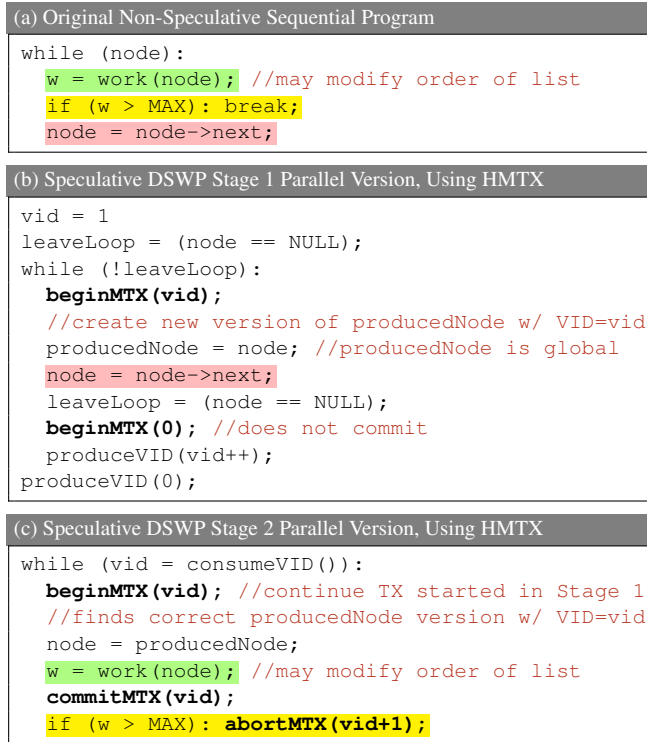 (a) Original Non-Speculative Sequential Program
while (node):
w = work(node); //may modify order of list
if (w > MAX): break;
node = node->next;
(b) Speculative DSWP Stage 1 Parallel Version, Using HMTX
vid = 1
leaveLoop = (node == NULL);
while (!leaveLoop):
beginMTX(vid);
//create new version of producedNode w/ VID=vid
producedNode = node; //producedNode is global
node = node->next;
leaveLoop = (node == NULL);
beginMTX(0); //does not commit
produceVID(vid++);
produceVID(0);
(c) Speculative DSWP Stage 2 Parallel Version, Using HMTX
while (vid = consumeVID()):
beginMTX(vid); //continue TX started in Stage 1
//finds correct producedNode version w/ VID=vid
node = producedNode;
w = work(node); //may modify order of list
commitMTX(vid);
if (w > MAX): abortMTX(vid+1);